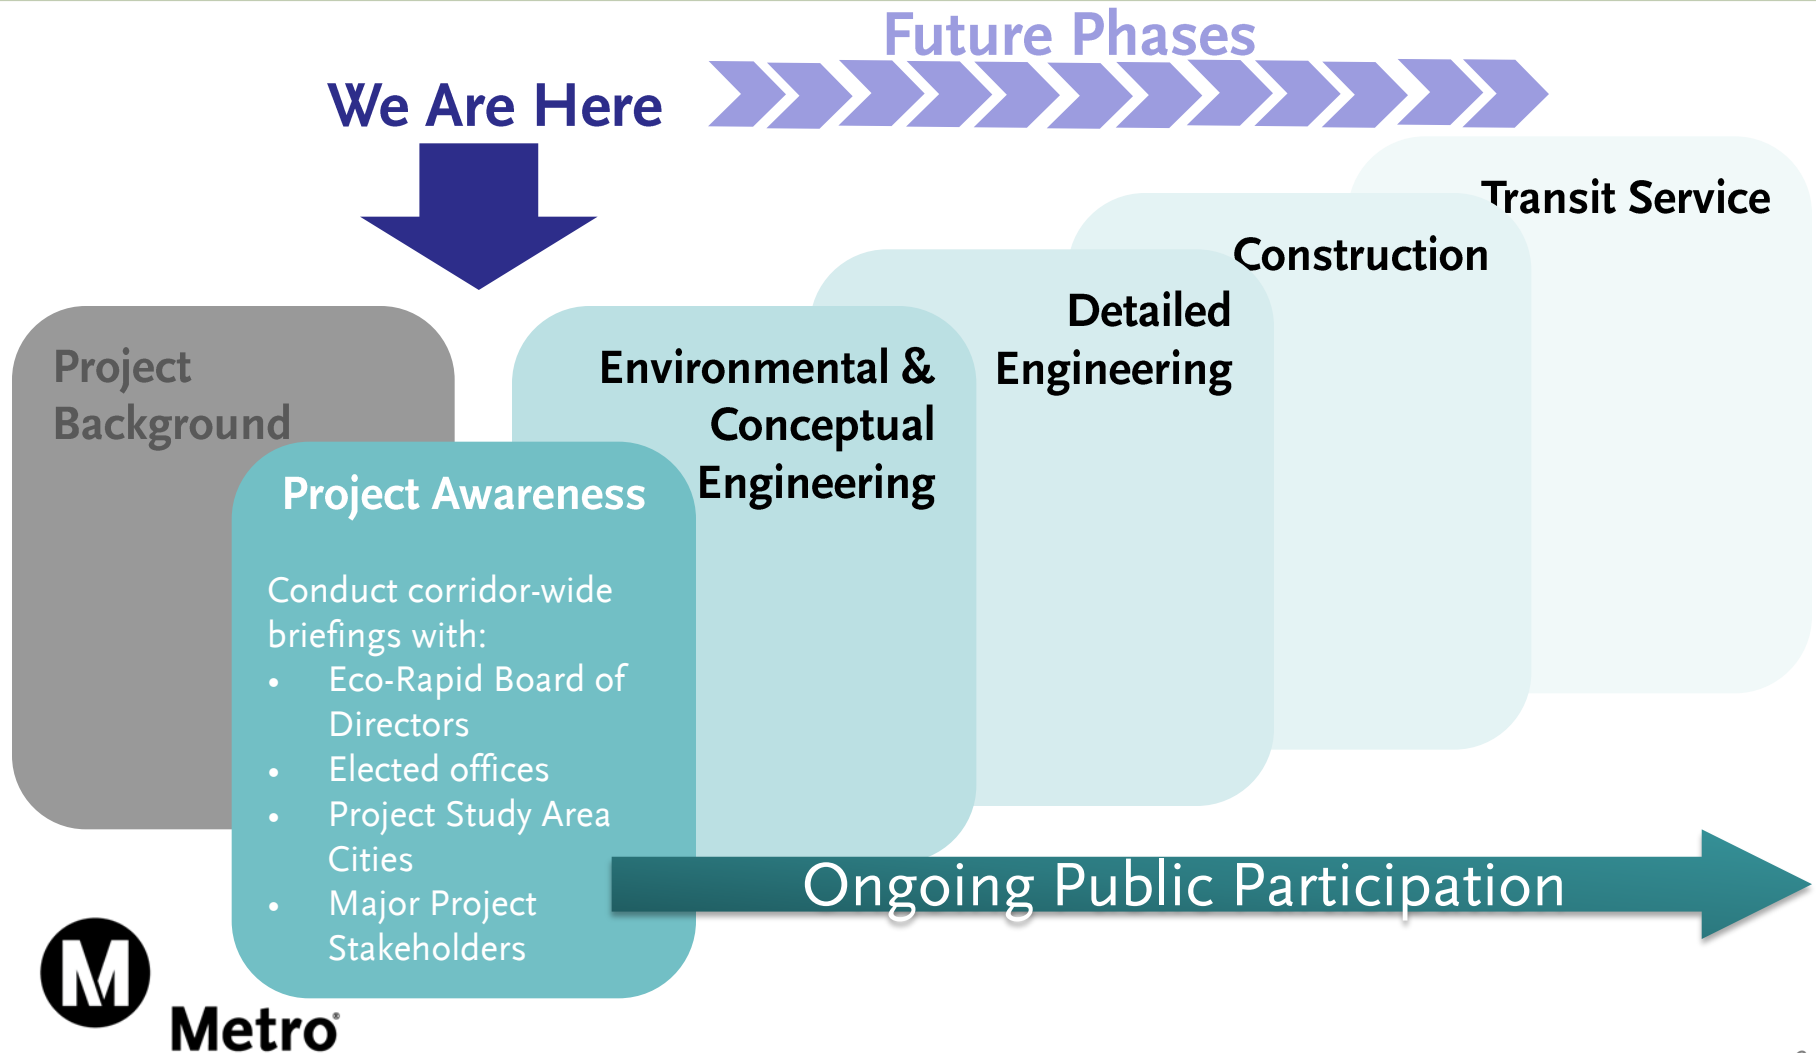 Future Phases
We Are Here
Transit Service
Construction
Detailed
Engineering
Environmental &
Conceptual
Engineering
Project
Background
Project Awareness
Conduct corridor-wide
briefings with:
• Eco-Rapid Board of
Directors
• Elected offices
• Project Study Area
Cities
• Major Project
Stakeholders
Ongoing Public Participation
M
Metro®